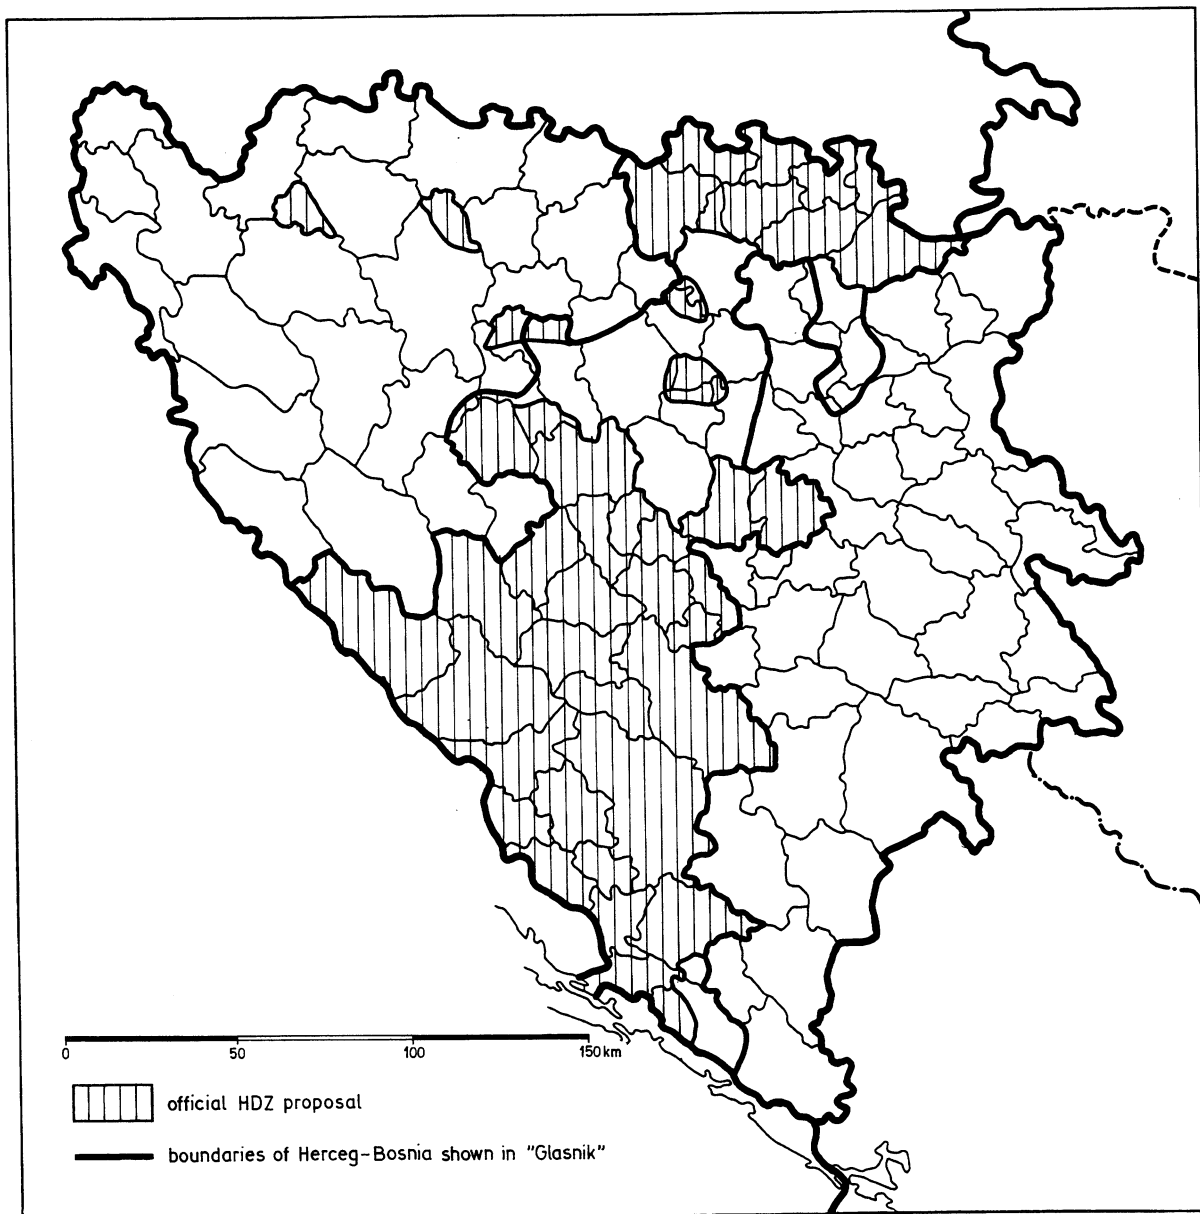 0 50 100 150 km
official HDZ proposal
boundaries of Herceg-Bosnia shown in "Glasnik"